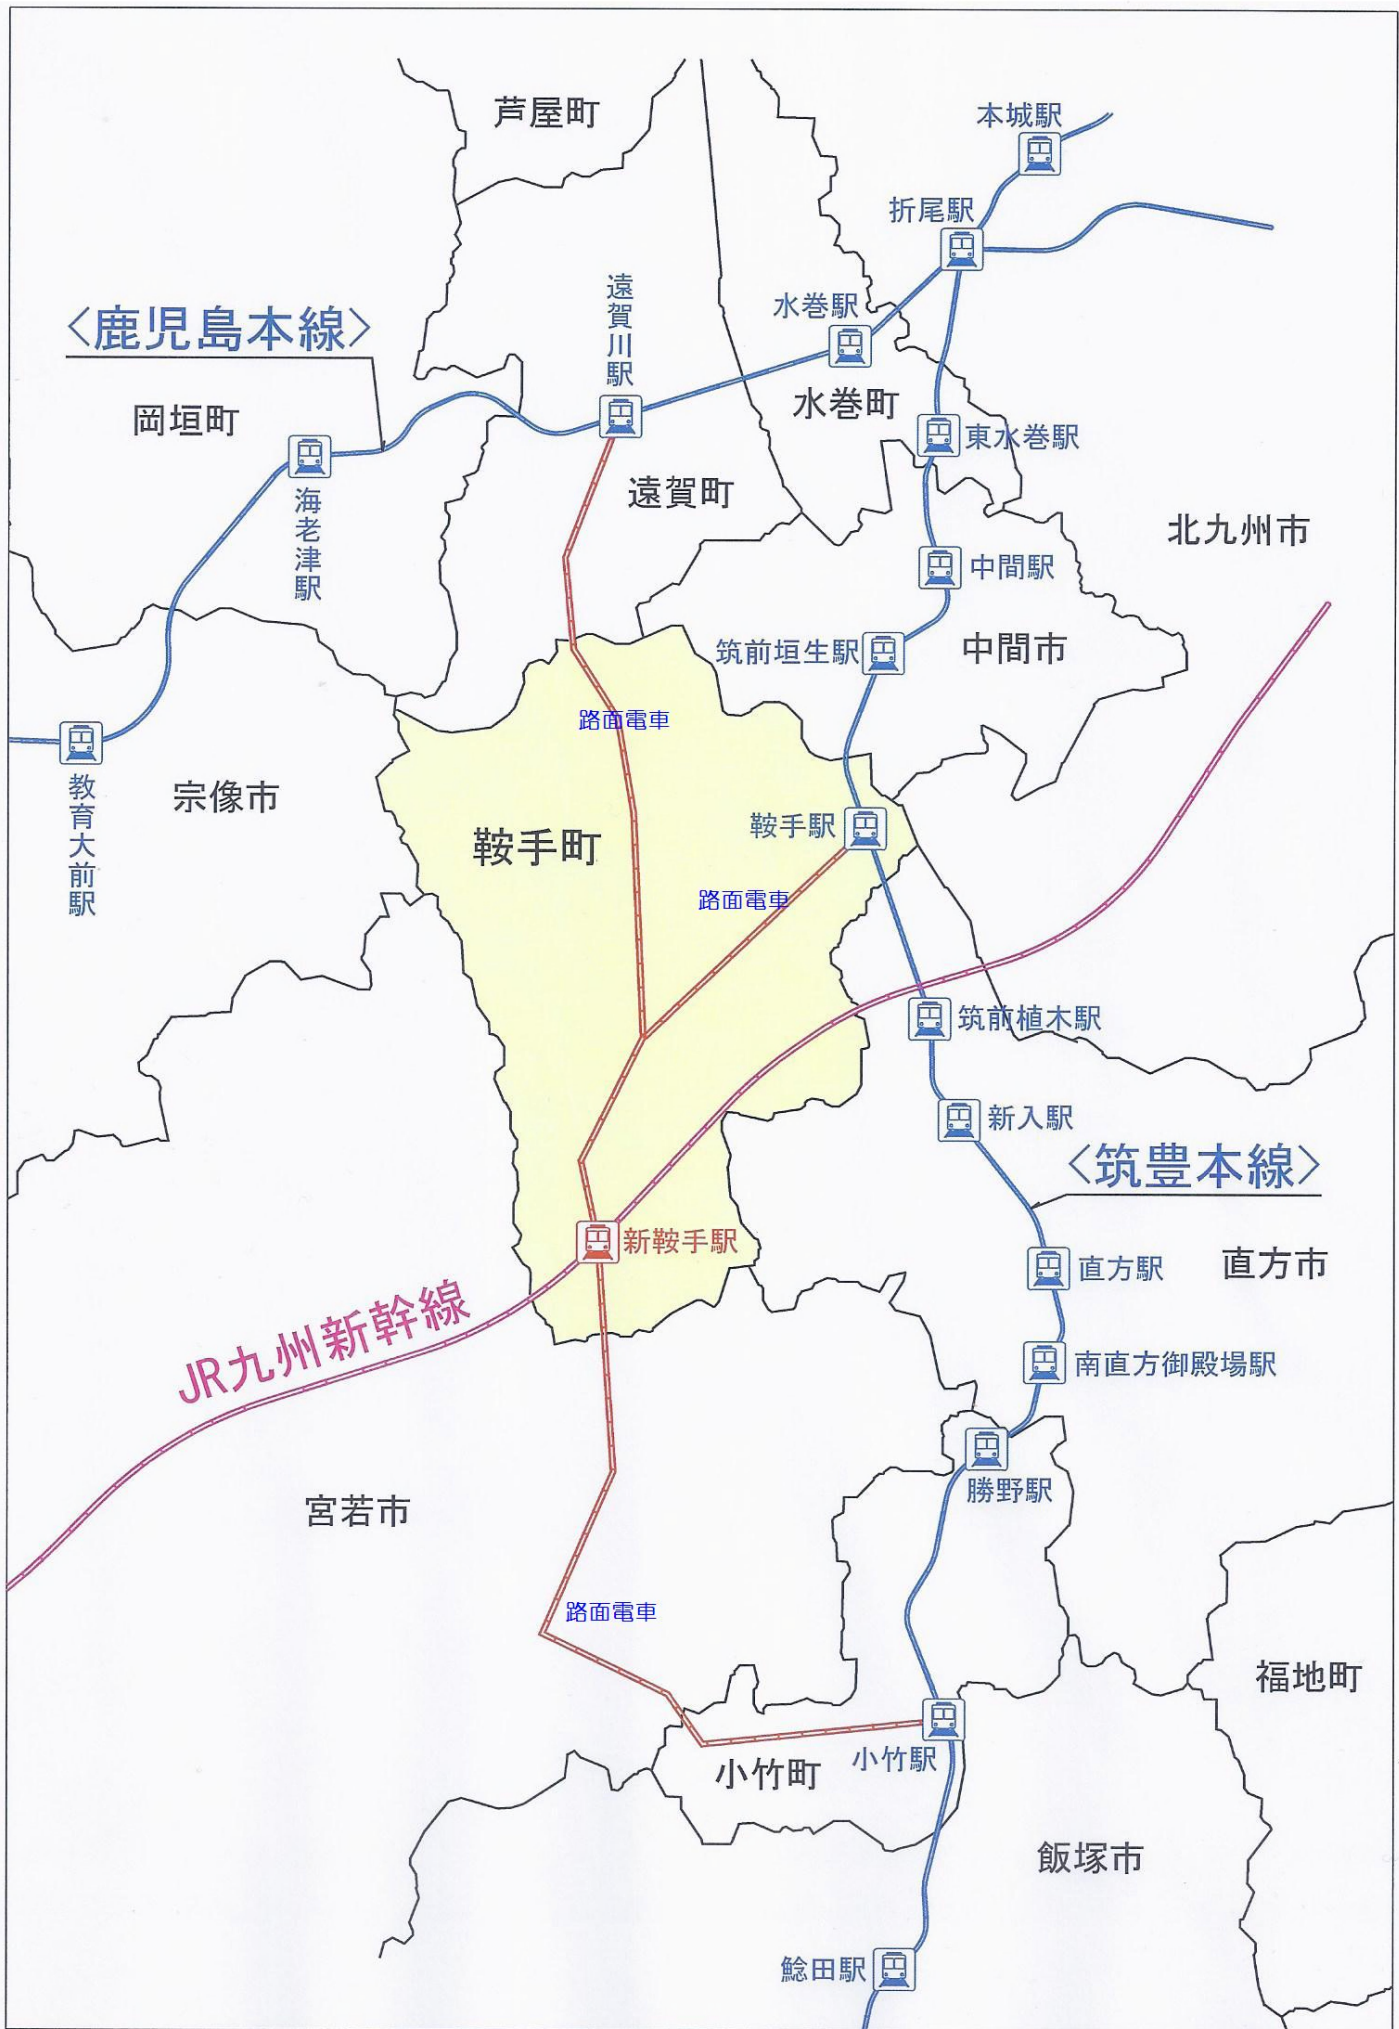 芦屋町
本城駅
折尾駅
遠賀川駅
水巻駅
<鹿児島本線>
岡垣町
水巻町
東水巻駅
海老津駅
遠賀町
北九州市
中間駅
筑前垣生駅
中間市
路面電車
教育大前駅
宗像市
鞍手町
鞍手駅
路面電車
筑前植木駅
新入駅
<筑豊本線>
新鞍手駅
直方駅
直方市
JR九州新幹線
南直方御殿場駅
勝野駅
宮若市
路面電車
福地町
小竹駅
小竹町
飯塚市
鯰田駅